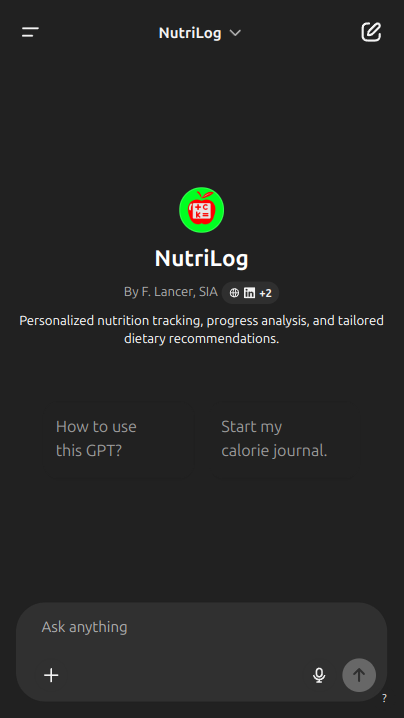 NutriLog
+ C
k =
NutriLog
By F. Lancer, SIA in +2
Personalized nutrition tracking, progress analysis, and tailored
dietary recommendations.
How to use
this GPT?
Start my
calorie journal.
Ask anything
?